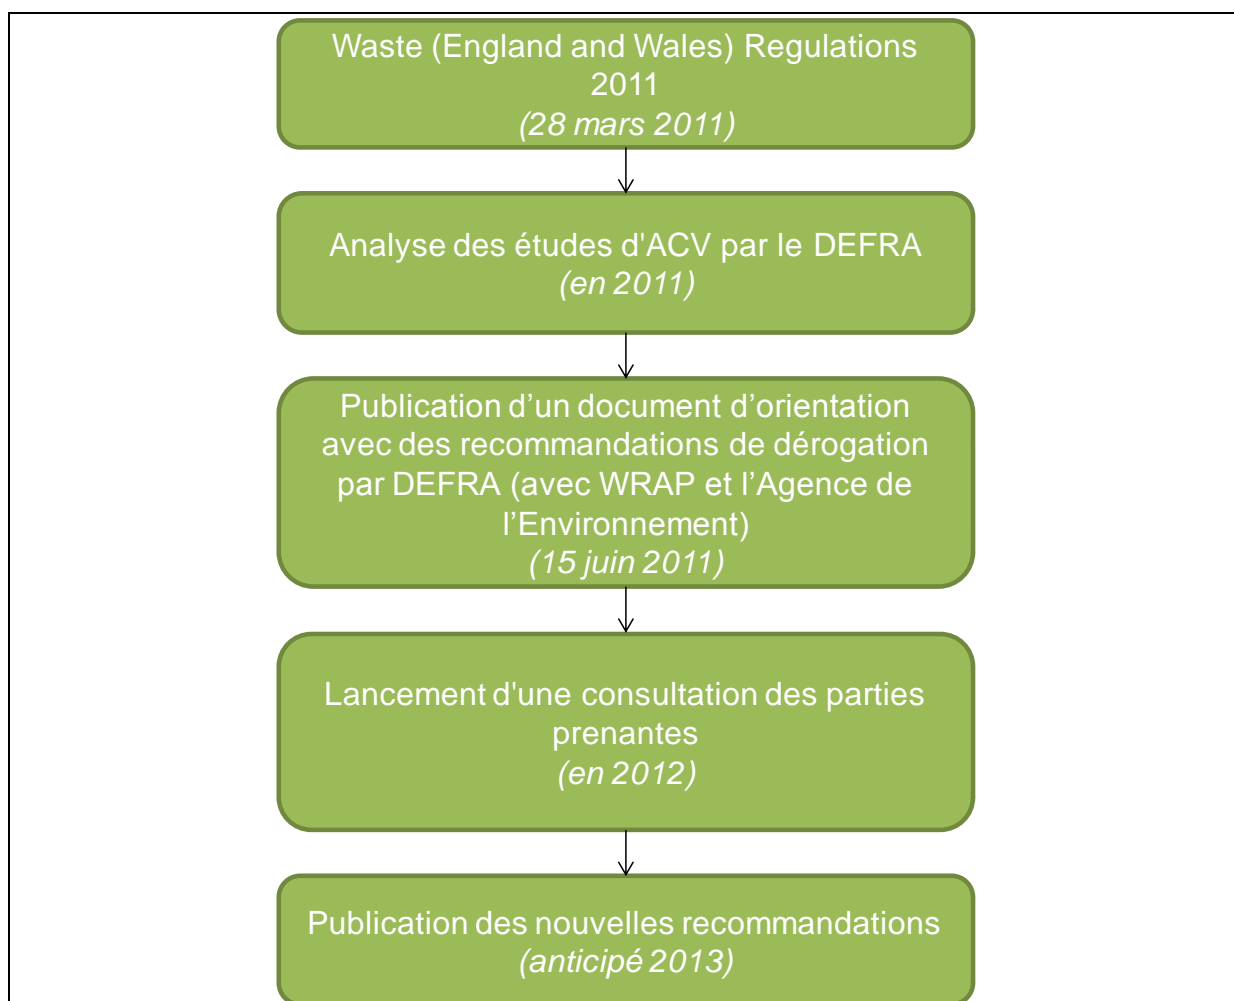 Waste (England and Wales) Regulations
2011
(28 mars 2011)
Analyse des études d'ACV par le DEFRA
(en 2011)
Publication d’un document d’orientation
avec des recommandations de dérogation
par DEFRA (avec WRAP et l’Agence de
l’Environnement)
(15 juin 2011)
Lancement d'une consultation des parties
prenantes
(en 2012)
Publication des nouvelles recommandations
(anticipé 2013)